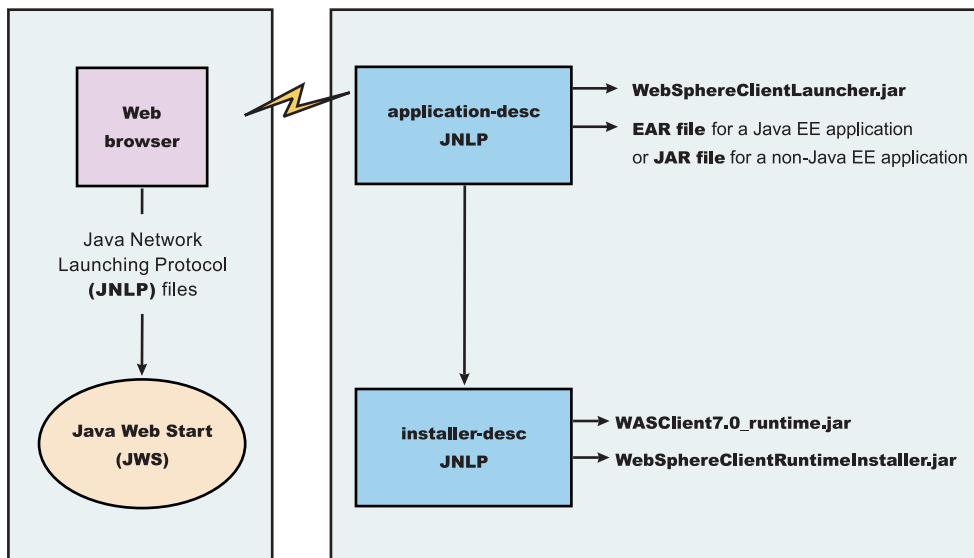 Web
browser
Java Network
Launching Protocol
(JNLP) files
Java Web Start
(JWS)
application-desc
JNLP
WebSphereClientLauncher.jar
EAR file for a Java EE application
or JAR file for a non-Java EE application
installer-desc
JNLP
WASClient7.0_runtime.jar
WebSphereClientRuntimeInstaller.jar